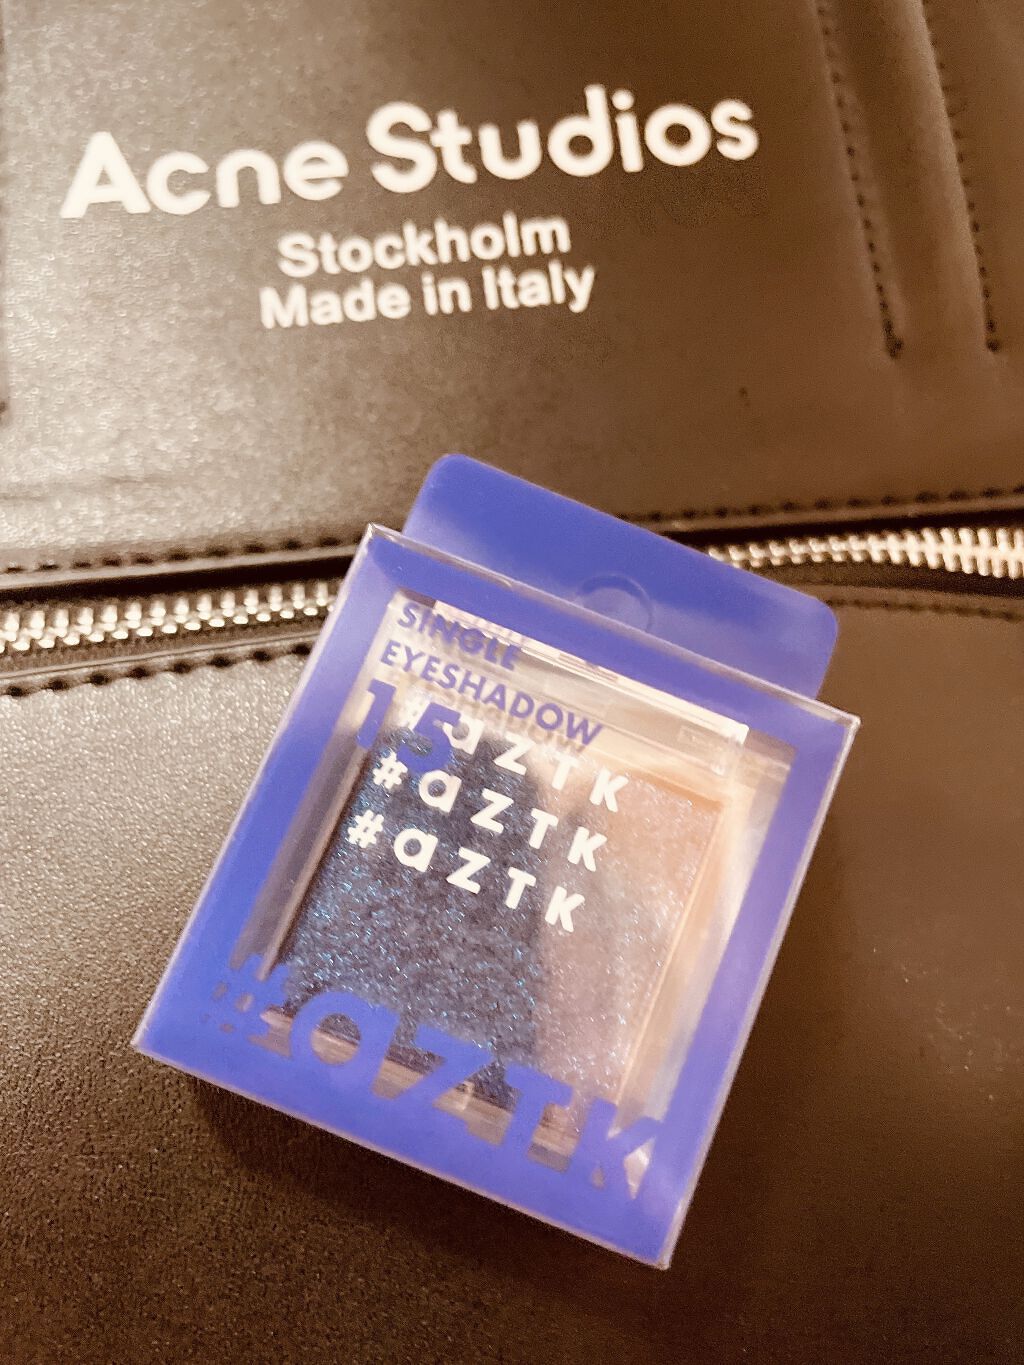 Acne Studios
Stockholm
Made in Italy
SINGLE
EYESHADOW
15
#aZTK
#aZTK
#aZTK
#aZTK